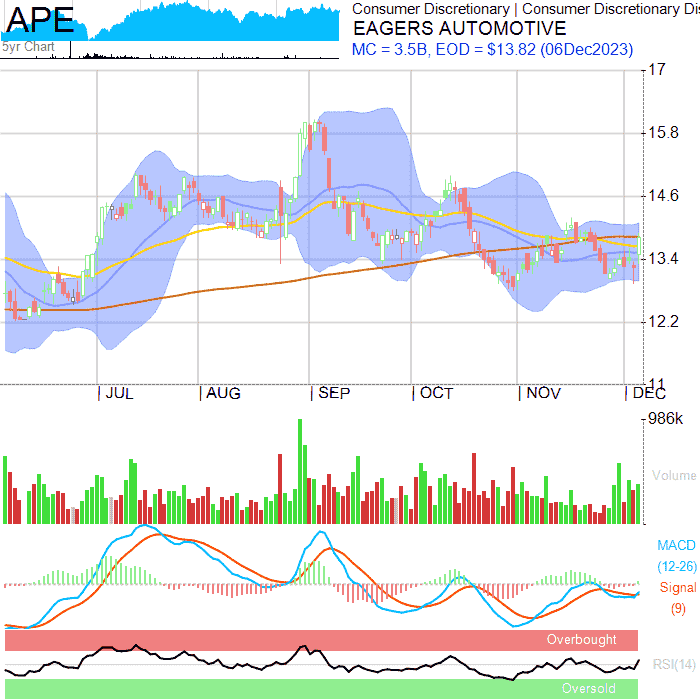 APE
5yr Chart
Consumer Discretionary | Consumer Discretionary Dis
EAGERS AUTOMOTIVE
MC = 3.5B, EOD = $13.82 (06Dec2023)
17
15.8
14.6
13.4
12.2
11
JUL AUG SEP OCT NOV DEC
986k
Volume
MACD
(12-26)
Signal
(9)
Overbought
RSI(14)
Oversold